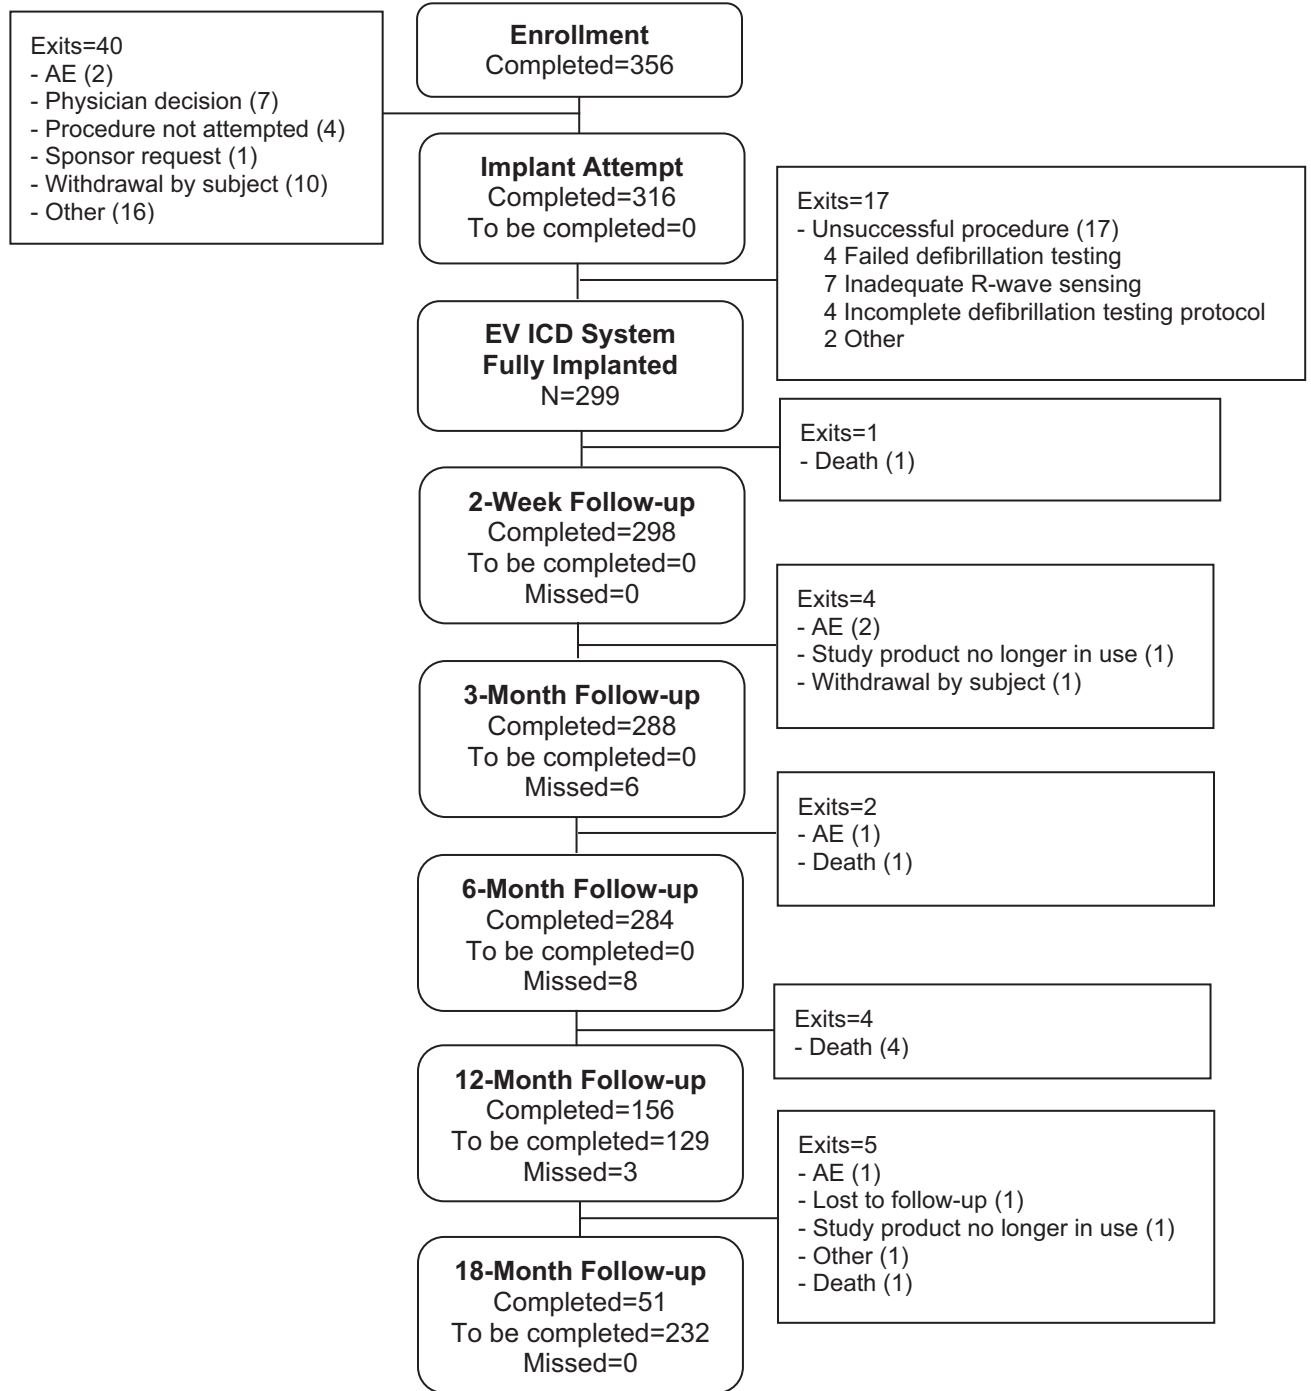 Enrollment
Completed=356
Exits=40
- AE (2)
- Physician decision (7)
- Procedure not attempted (4)
- Sponsor request (1)
- Withdrawal by subject (10)
- Other (16)
Implant Attempt
Completed=316
To be completed=0
Exits=17
- Unsuccessful procedure (17)
4 Failed defibrillation testing
7 Inadequate R-wave sensing
4 Incomplete defibrillation testing protocol
2 Other
EV ICD System
Fully Implanted
N=299
Exits=1
- Death (1)
2-Week Follow-up
Completed=298
To be completed=0
Missed=0
Exits=4
- AE (2)
- Study product no longer in use (1)
- Withdrawal by subject (1)
3-Month Follow-up
Completed=288
To be completed=0
Missed=6
Exits=2
- AE (1)
- Death (1)
6-Month Follow-up
Completed=284
To be completed=0
Missed=8
Exits=4
- Death (4)
12-Month Follow-up
Completed=156
To be completed=129
Missed=3
Exits=5
- AE (1)
- Lost to follow-up (1)
- Study product no longer in use (1)
- Other (1)
- Death (1)
18-Month Follow-up
Completed=51
To be completed=232
Missed=0